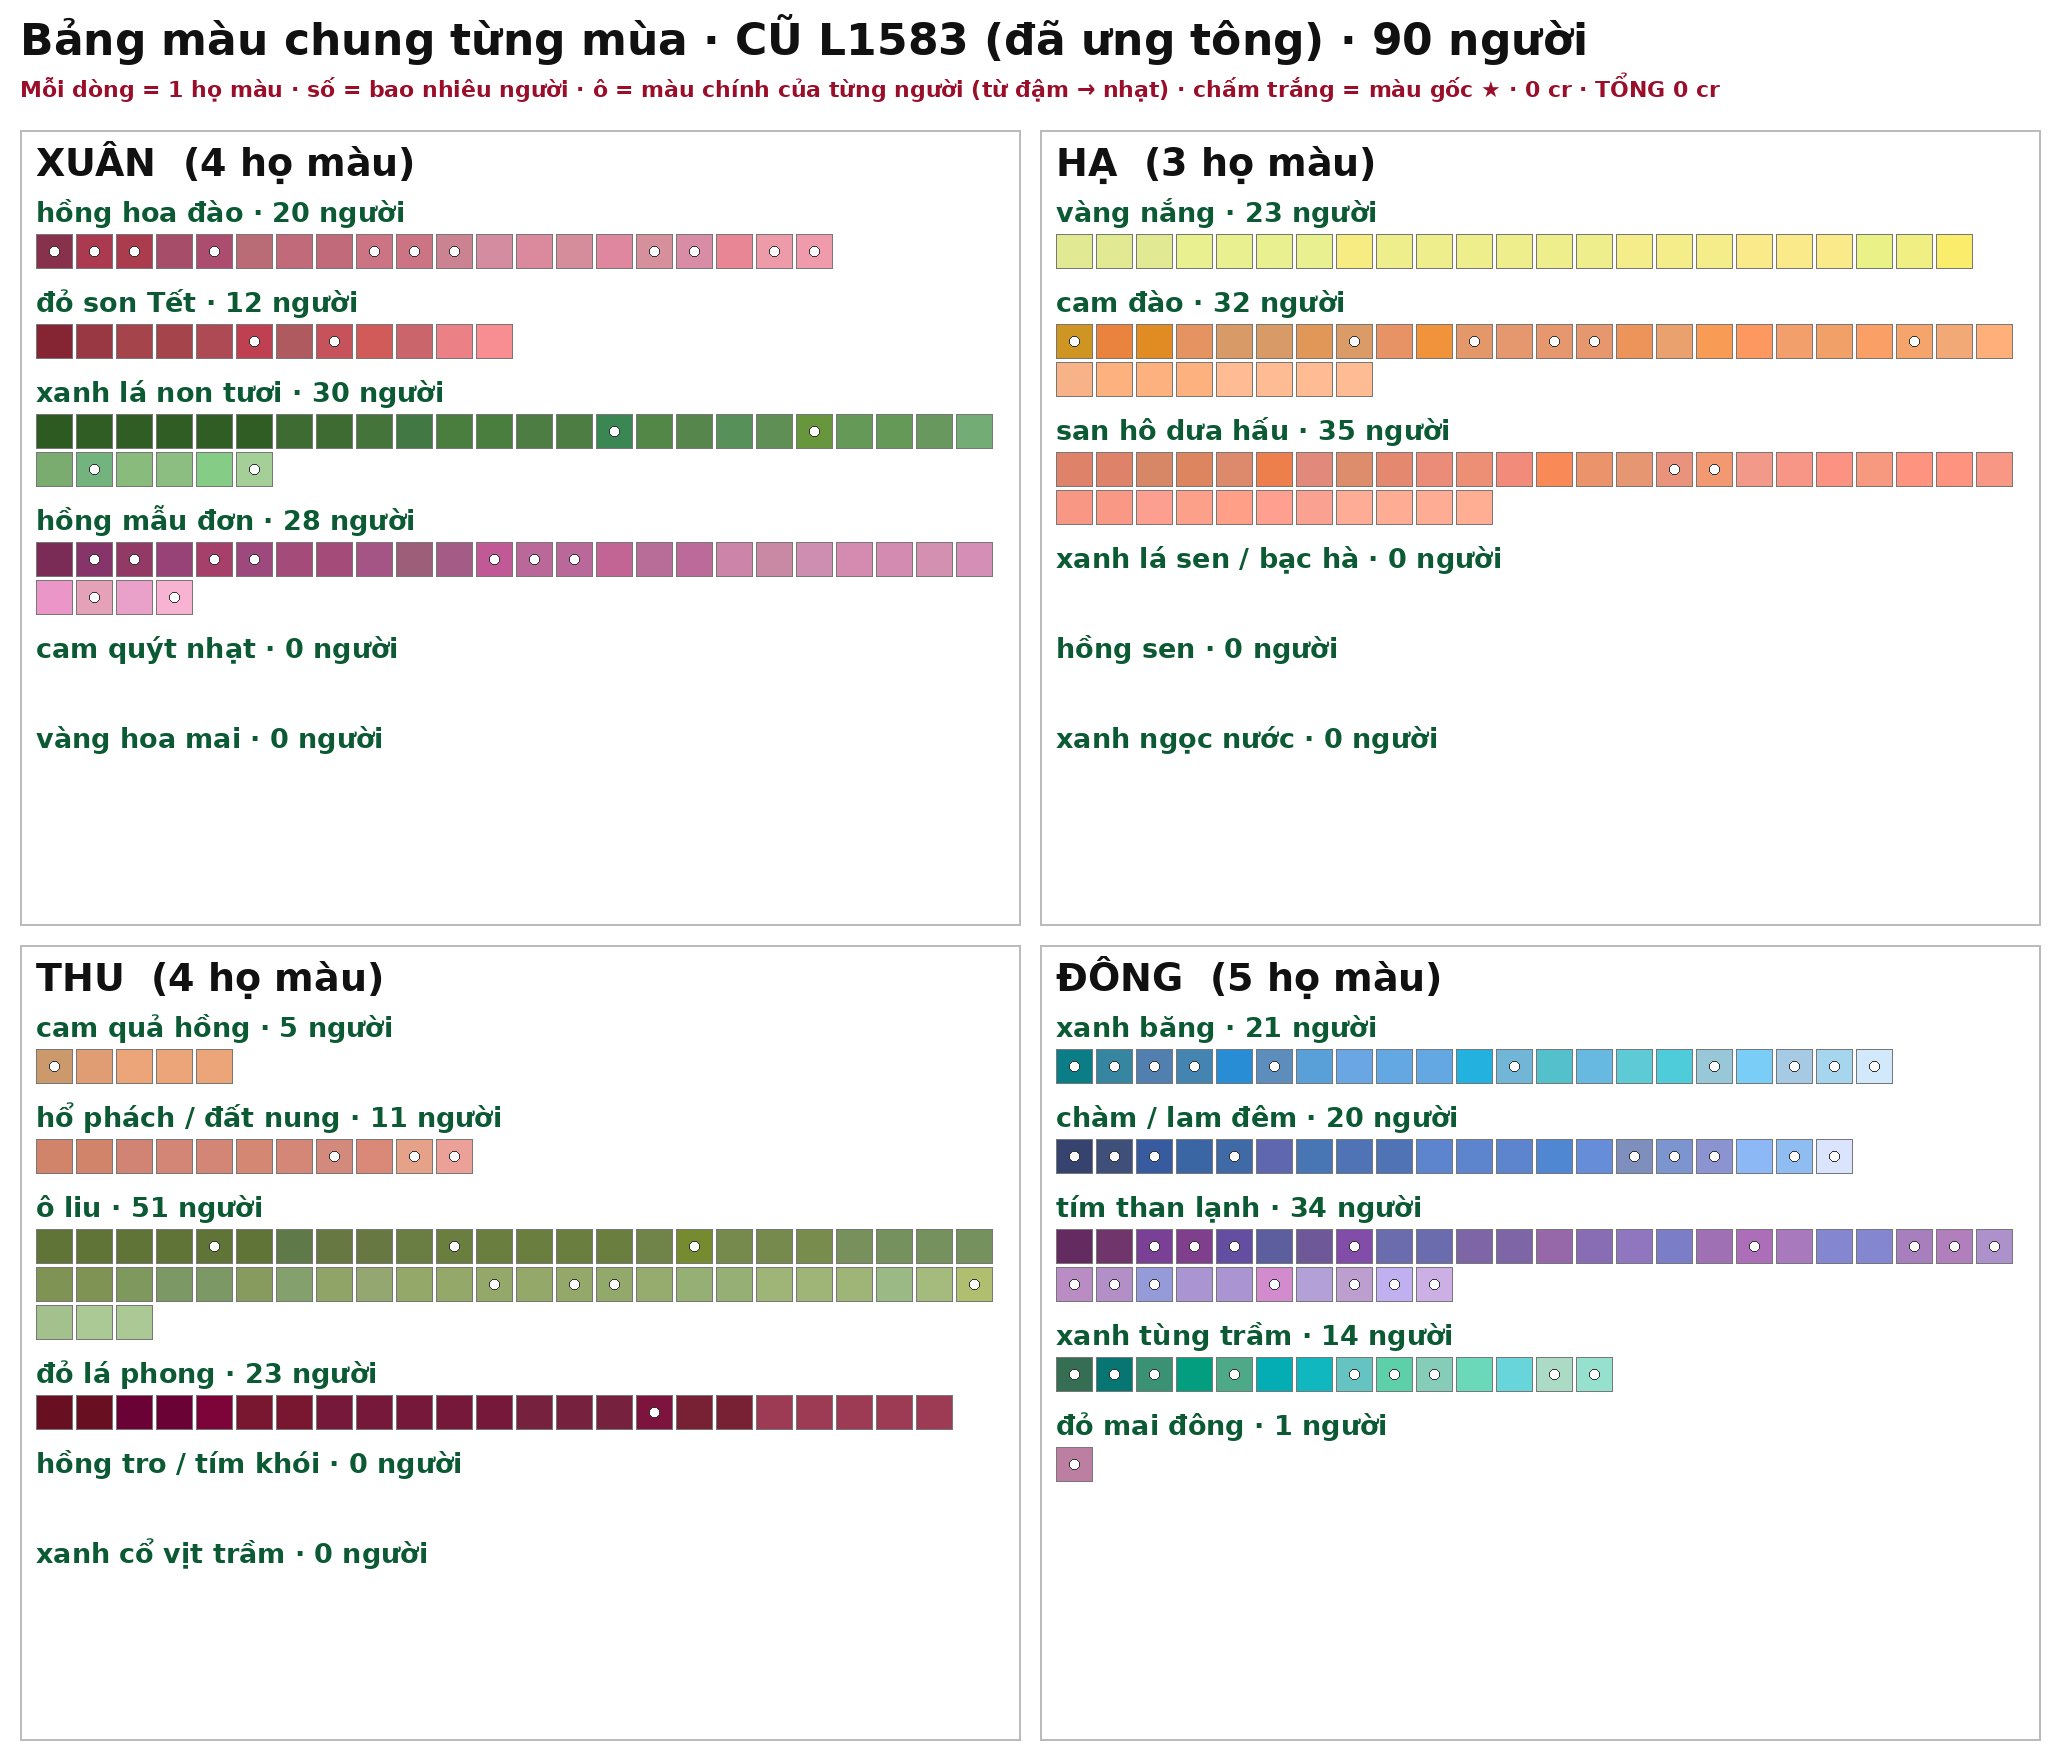 Bảng màu chung từng mùa · CŨ L1583 (đã ưng tông) · 90 người
Mỗi dòng = 1 họ màu · số = bao nhiêu người · ô = màu chính của từng người (từ đậm → nhạt) · chấm trắng = màu gốc ★ · 0 cr · TỔNG 0 cr
XUÂN (4 họ màu)
hồng hoa đào · 20 người
đỏ son Tết · 12 người
xanh lá non tươi · 30 người
hồng mẫu đơn · 28 người
cam quýt nhạt · 0 người
vàng hoa mai · 0 người
HẠ (3 họ màu)
vàng nắng · 23 người
cam đào · 32 người
san hô dưa hấu · 35 người
xanh lá sen / bạc hà · 0 người
hồng sen · 0 người
xanh ngọc nước · 0 người
THU (4 họ màu)
cam quả hồng · 5 người
hổ phách / đất nung · 11 người
ô liu · 51 người
đỏ lá phong · 23 người
hồng tro / tím khói · 0 người
xanh cổ vịt trầm · 0 người
ĐÔNG (5 họ màu)
xanh băng · 21 người
chàm / lam đêm · 20 người
tím than lạnh · 34 người
xanh tùng trầm · 14 người
đỏ mai đông · 1 người